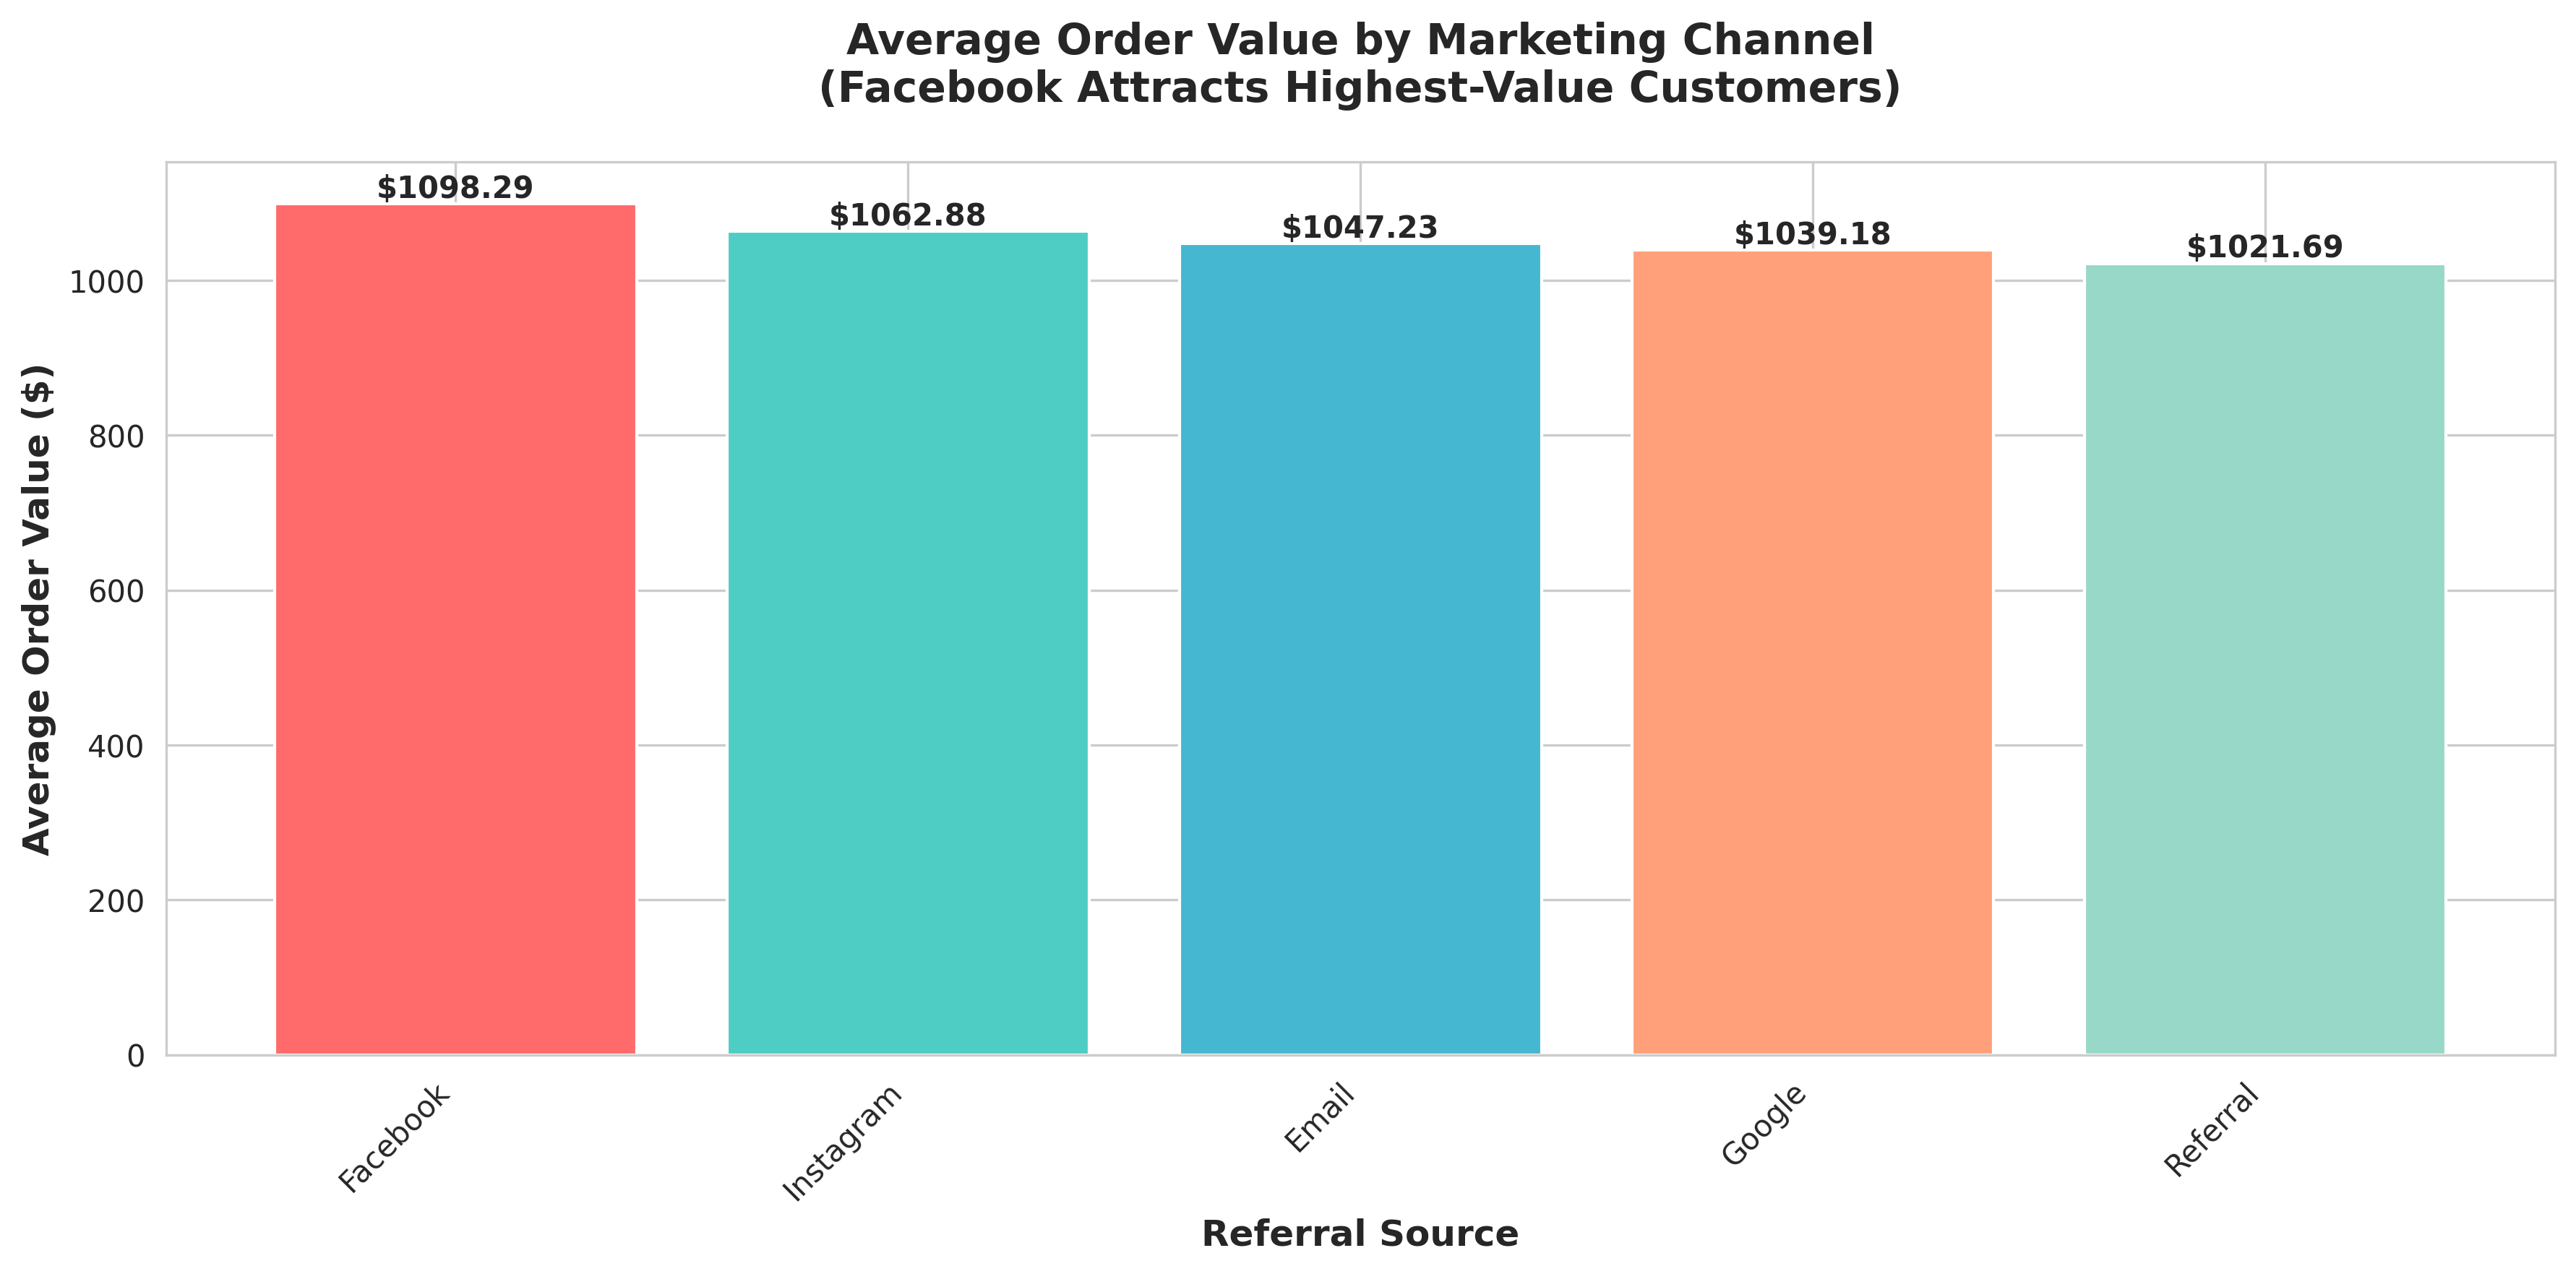 Average Order Value by Marketing Channel
(Facebook Attracts Highest-Value Customers)
$1098.29
$1062.88
$1047.23
$1039.18
$1021.69
1000
800
600
400
200
0
Average Order Value ($)
Facebook
Instagram
Email
Google
Referral
Referral Source